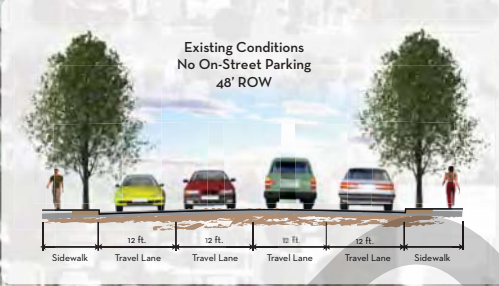 Existing Conditions
No On-Street Parking
48' ROW
12 ft. 12 ft. 12 ft. 12 ft.
Sidewalk Travel Lane Travel Lane Travel Lane Travel Lane Sidewalk